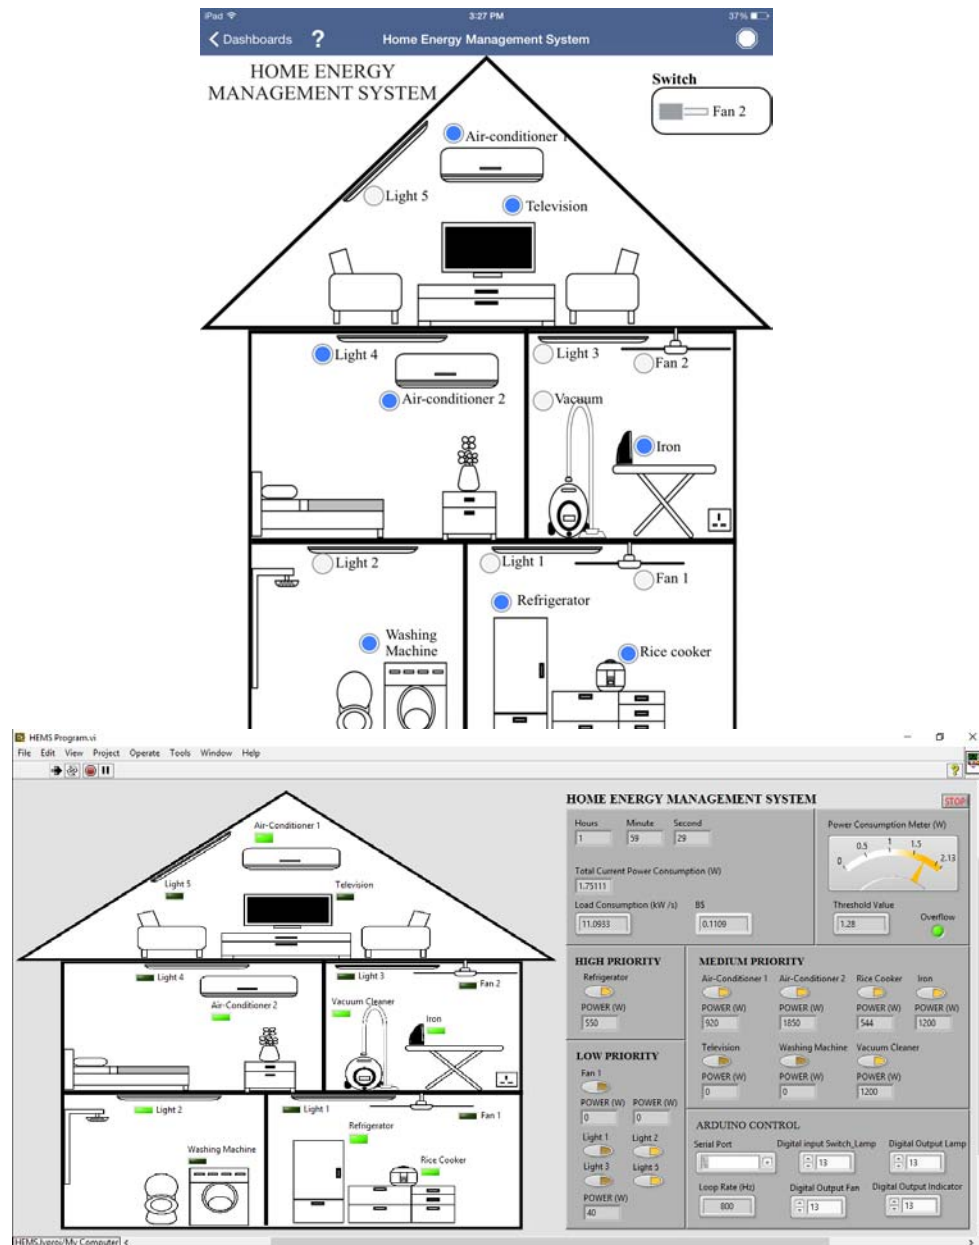 iPad 3:27 PM 37%
Dashboards ? Home Energy Management System
HOME ENERGY
MANAGEMENT SYSTEM
Switch
Fan 2
Air-conditioner 1
Light 5
Television
Light 4
Air-conditioner 2
Light 3
Fan 2
Vacuum
Iron
Light 2
Washing
Machine
Light 1
Fan 1
Refrigerator
Rice cooker
HEMS Program.vi
File Edit View Project Operate Tools Window Help
Air-Conditioner 1
Light 5
Television
Light 4
Air-Conditioner 2
Light 3
Fan 2
Vacuum Cleaner
Iron
Light 2
Washing Machine
Light 1
Fan 1
Refrigerator
Rice Cooker
HOME ENERGY MANAGEMENT SYSTEM
STOP
Hours Minute Second
1 59 29
Total Current Power Consumption (W)
1.75111
Load Consumption (kW /s) B$
11.0933 0.1109
Power Consumption Meter (W)
0 0.5 1 1.5 2.13
Threshold Value
1.28
Overflow
HIGH PRIORITY
Refrigerator
POWER (W)
550
MEDIUM PRIORITY
Air-Conditioner 1 Air-Conditioner 2 Rice Cooker Iron
POWER (W) POWER (W) POWER (W) POWER (W)
920 1850 544 1200
Television Washing Machine Vacuum Cleaner
POWER (W) POWER (W) POWER (W)
0 0 1200
LOW PRIORITY
Fan 1
POWER (W) POWER (W)
0 0
Light 1 Light 2
Light 3 Light 5
POWER (W)
40
ARDUINO CONTROL
Serial Port Digital input Switch_Lamp Digital Output Lamp
13 13
Loop Rate (Hz) Digital Output Fan Digital Output Indicator
800 13 13
HEMS.lvproj/My Computer